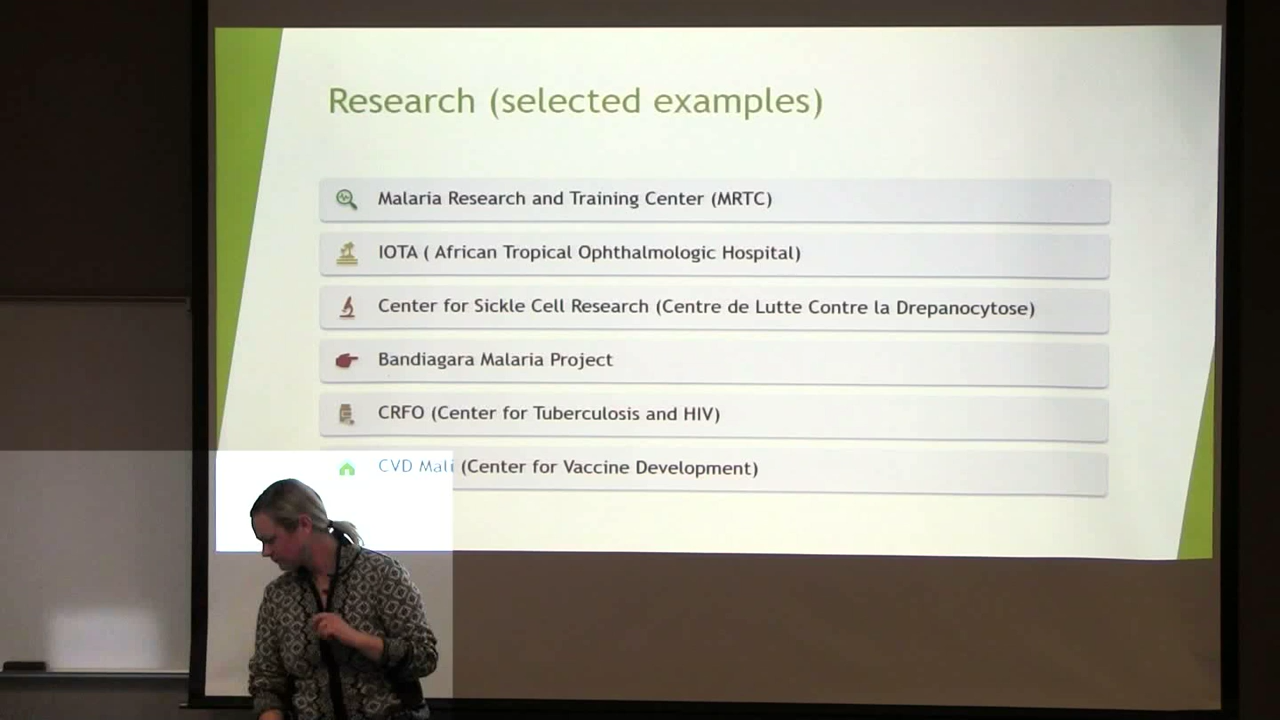 Research (selected examples)
Malaria Research and Training Center (MRTC)
IOTA ( African Tropical Ophthalmologic Hospital)
Center for Sickle Cell Research (Centre de Lutte Contre la Drepanocytose)
Bandiagara Malaria Project
CRFO (Center for Tuberculosis and HIV)
CVD Mali (Center for Vaccine Development)